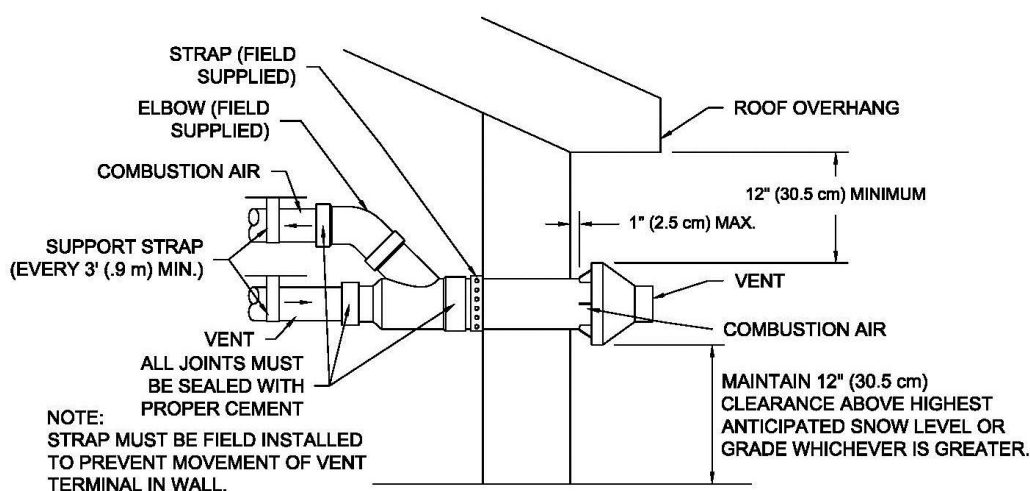 STRAP (FIELD
SUPPLIED)
ELBOW (FIELD
SUPPLIED)
COMBUSTION AIR
SUPPORT STRAP
(EVERY 3' (.9 m) MIN.)
VENT
ALL JOINTS MUST
BE SEALED WITH
PROPER CEMENT
NOTE:
STRAP MUST BE FIELD INSTALLED
TO PREVENT MOVEMENT OF VENT
TERMINAL IN WALL.
ROOF OVERHANG
12" (30.5 cm) MINIMUM
1" (2.5 cm) MAX.
VENT
COMBUSTION AIR
MAINTAIN 12" (30.5 cm)
CLEARANCE ABOVE HIGHEST
ANTICIPATED SNOW LEVEL OR
GRADE WHICHEVER IS GREATER.